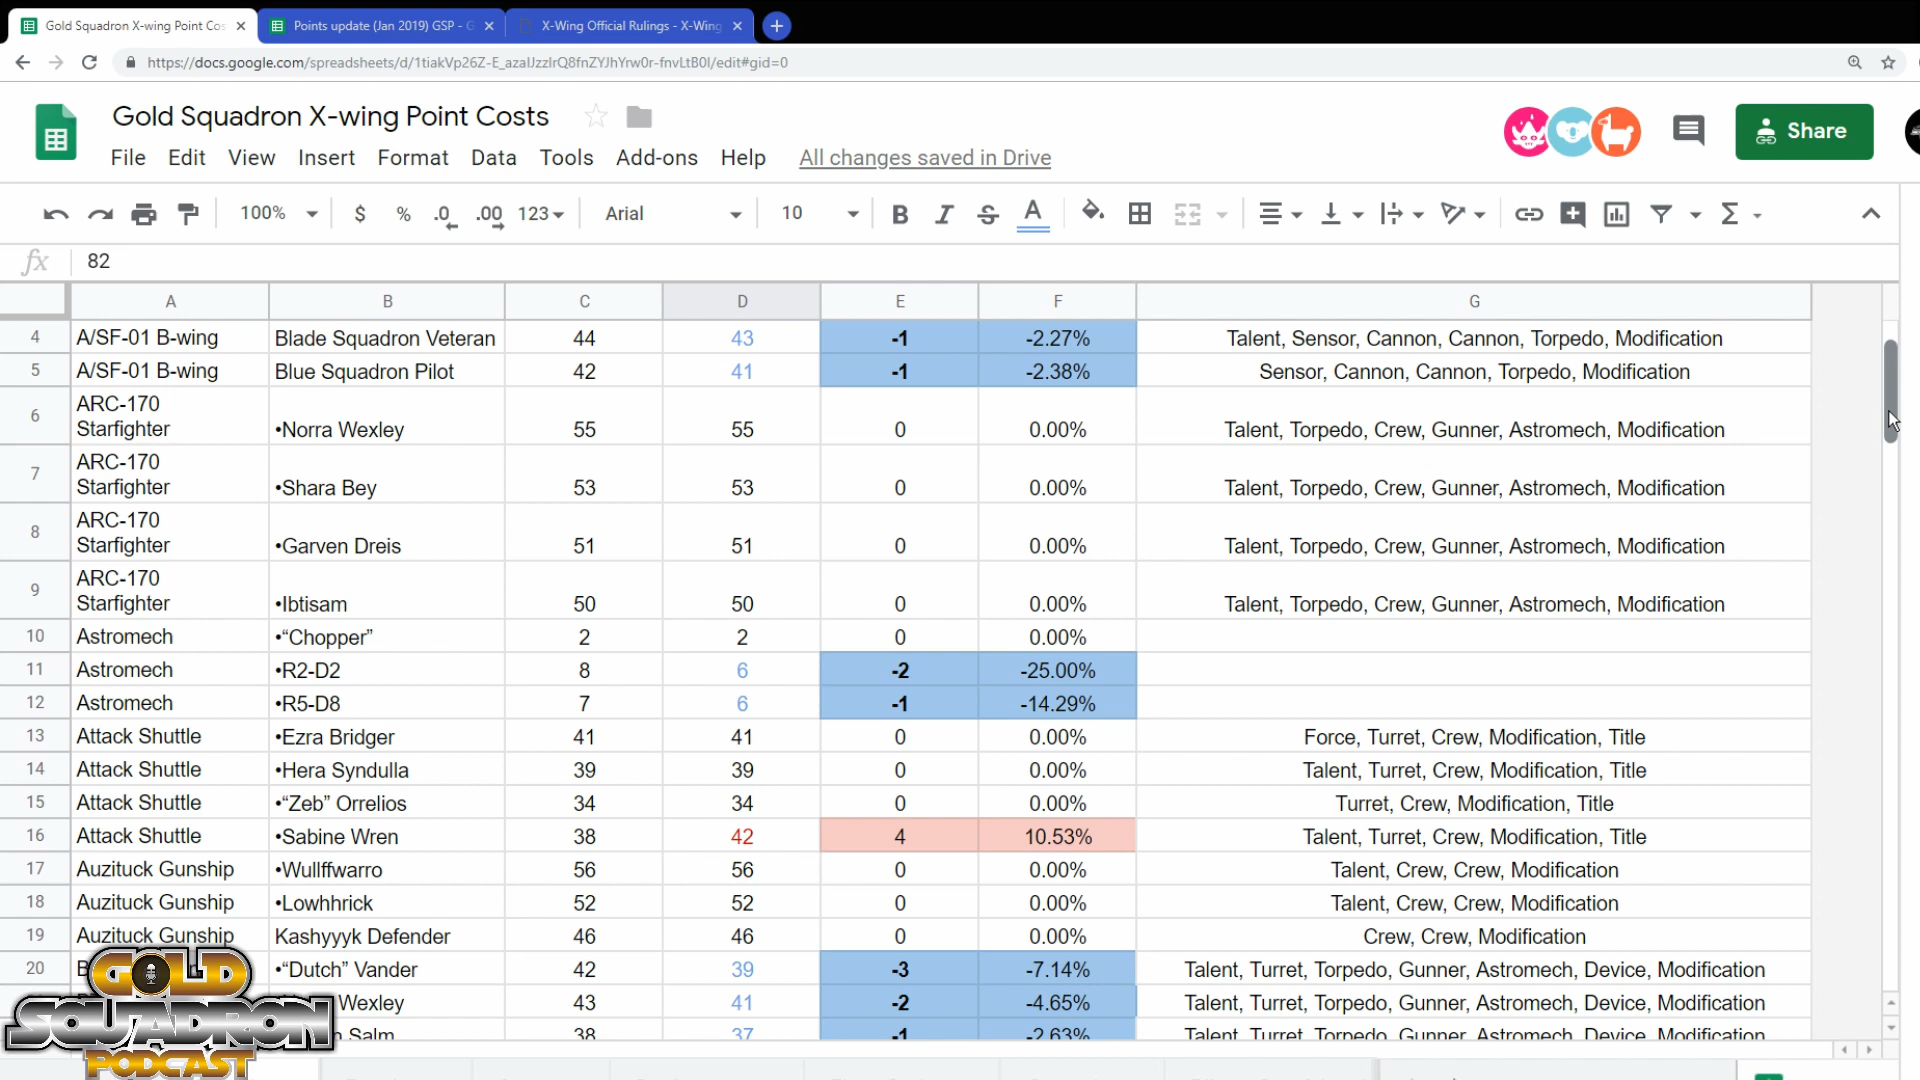 Gold Squadron X-wing Point Cos
Points update (Jan 2019) GSP - G
X-Wing Official Rulings - X-Wing
https://docs.google.com/spreadsheets/d/1tiakVp26Z-E_azalJzzIrQ8fnZYJhYrw0r-fnvLtB0I/edit#gid=0
Gold Squadron X-wing Point Costs
File Edit View Insert Format Data Tools Add-ons Help All changes saved in Drive
Share
100% $ % .0 .00 123 Arial 10 B I S A Σ
fx 82
A B C D E F G
4 A/SF-01 B-wing Blade Squadron Veteran 44 43 -1 -2.27% Talent, Sensor, Cannon, Cannon, Torpedo, Modification
5 A/SF-01 B-wing Blue Squadron Pilot 42 41 -1 -2.38% Sensor, Cannon, Cannon, Torpedo, Modification
ARC-170
6 Starfighter •Norra Wexley 55 55 0 0.00% Talent, Torpedo, Crew, Gunner, Astromech, Modification
ARC-170
7 Starfighter •Shara Bey 53 53 0 0.00% Talent, Torpedo, Crew, Gunner, Astromech, Modification
ARC-170
8 Starfighter •Garven Dreis 51 51 0 0.00% Talent, Torpedo, Crew, Gunner, Astromech, Modification
ARC-170
9 Starfighter •Ibtisam 50 50 0 0.00% Talent, Torpedo, Crew, Gunner, Astromech, Modification
10 Astromech •“Chopper” 2 2 0 0.00%
11 Astromech •R2-D2 8 6 -2 -25.00%
12 Astromech •R5-D8 7 6 -1 -14.29%
13 Attack Shuttle •Ezra Bridger 41 41 0 0.00% Force, Turret, Crew, Modification, Title
14 Attack Shuttle •Hera Syndulla 39 39 0 0.00% Talent, Turret, Crew, Modification, Title
15 Attack Shuttle •“Zeb” Orrelios 34 34 0 0.00% Turret, Crew, Modification, Title
16 Attack Shuttle •Sabine Wren 38 42 4 10.53% Talent, Turret, Crew, Modification, Title
17 Auzituck Gunship •Wullffwarro 56 56 0 0.00% Talent, Crew, Crew, Modification
18 Auzituck Gunship •Lowhhrick 52 52 0 0.00% Talent, Crew, Crew, Modification
19 Auzituck Gunship Kashyyyk Defender 46 46 0 0.00% Crew, Crew, Modification
20 B •“Dutch” Vander 42 39 -3 -7.14% Talent, Turret, Torpedo, Gunner, Astromech, Device, Modification
Wexley 43 41 -2 -4.65% Talent, Turret, Torpedo, Gunner, Astromech, Device, Modification
Salm 38 37 -1 -2.63% Talent, Turret, Torpedo, Gunner, Astromech, Device, Modification
GOLD
SQUADRON
PODCAST